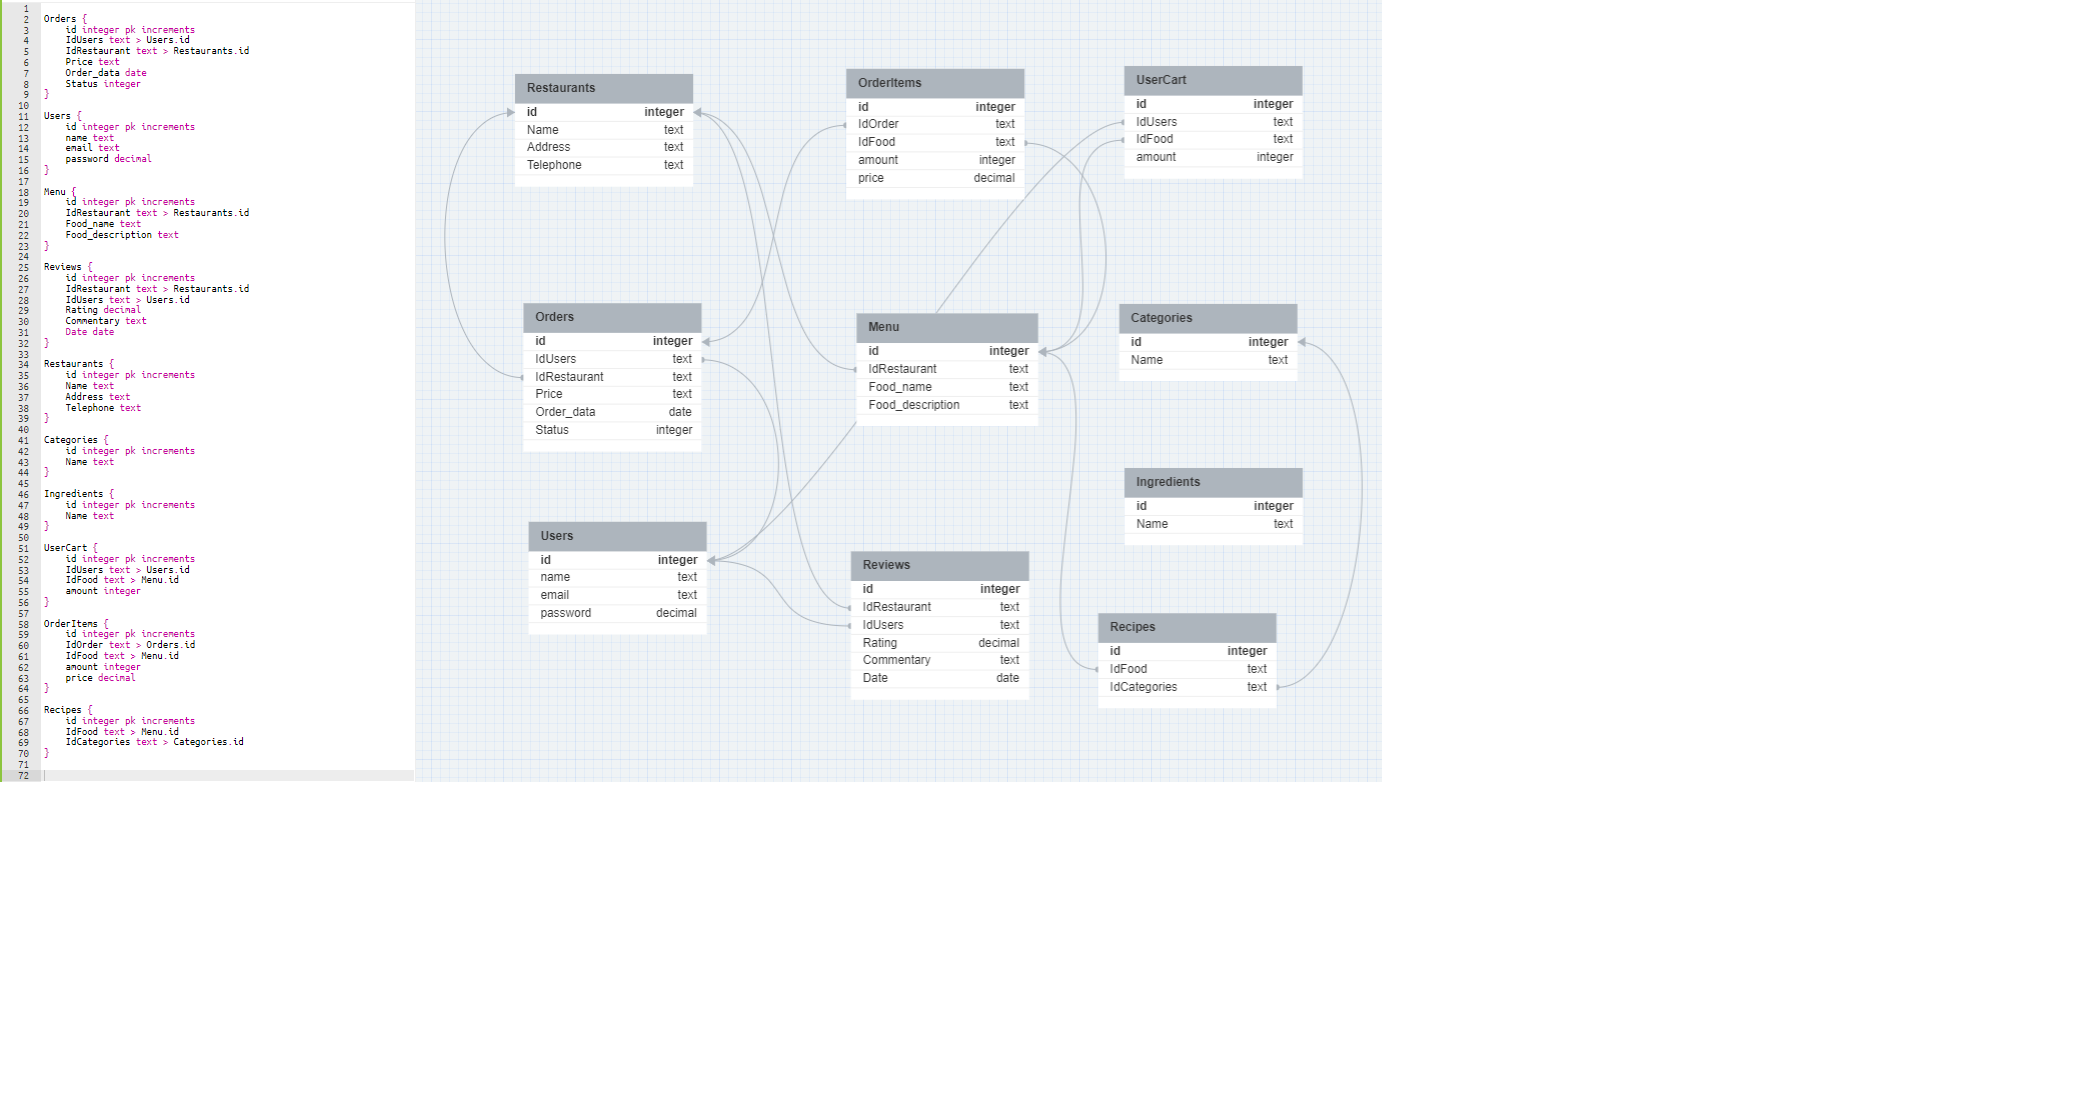 1
2 Orders {
3 id integer pk increments
4 IdUsers text > Users.id
5 IdRestaurant text > Restaurants.id
6 Price text
7 Order_data date
8 Status integer
9 }
10
11 Users {
12 id integer pk increments
13 name text
14 email text
15 password decimal
16 }
17
18 Menu {
19 id integer pk increments
20 IdRestaurant text > Restaurants.id
21 Food_name text
22 Food_description text
23 }
24
25 Reviews {
26 id integer pk increments
27 IdRestaurant text > Restaurants.id
28 IdUsers text > Users.id
29 Rating decimal
30 Commentary text
31 Date date
32 }
33
34 Restaurants {
35 id integer pk increments
36 Name text
37 Address text
38 Telephone text
39 }
40
41 Categories {
42 id integer pk increments
43 Name text
44 }
45
46 Ingredients {
47 id integer pk increments
48 Name text
49 }
50
51 UserCart {
52 id integer pk increments
53 IdUsers text > Users.id
54 IdFood text > Menu.id
55 amount integer
56 }
57
58 OrderItems {
59 id integer pk increments
60 IdOrder text > Orders.id
61 IdFood text > Menu.id
62 amount integer
63 price decimal
64 }
65
66 Recipes {
67 id integer pk increments
68 IdFood text > Menu.id
69 IdCategories text > Categories.id
70 }
71
72
Restaurants
id integer
Name text
Address text
Telephone text
OrderItems
id integer
IdOrder text
IdFood text
amount integer
price decimal
UserCart
id integer
IdUsers text
IdFood text
amount integer
Orders
id integer
IdUsers text
IdRestaurant text
Price text
Order_data date
Status integer
Menu
id integer
IdRestaurant text
Food_name text
Food_description text
Categories
id integer
Name text
Ingredients
id integer
Name text
Users
id integer
name text
email text
password decimal
Reviews
id integer
IdRestaurant text
IdUsers text
Rating decimal
Commentary text
Date date
Recipes
id integer
IdFood text
IdCategories text